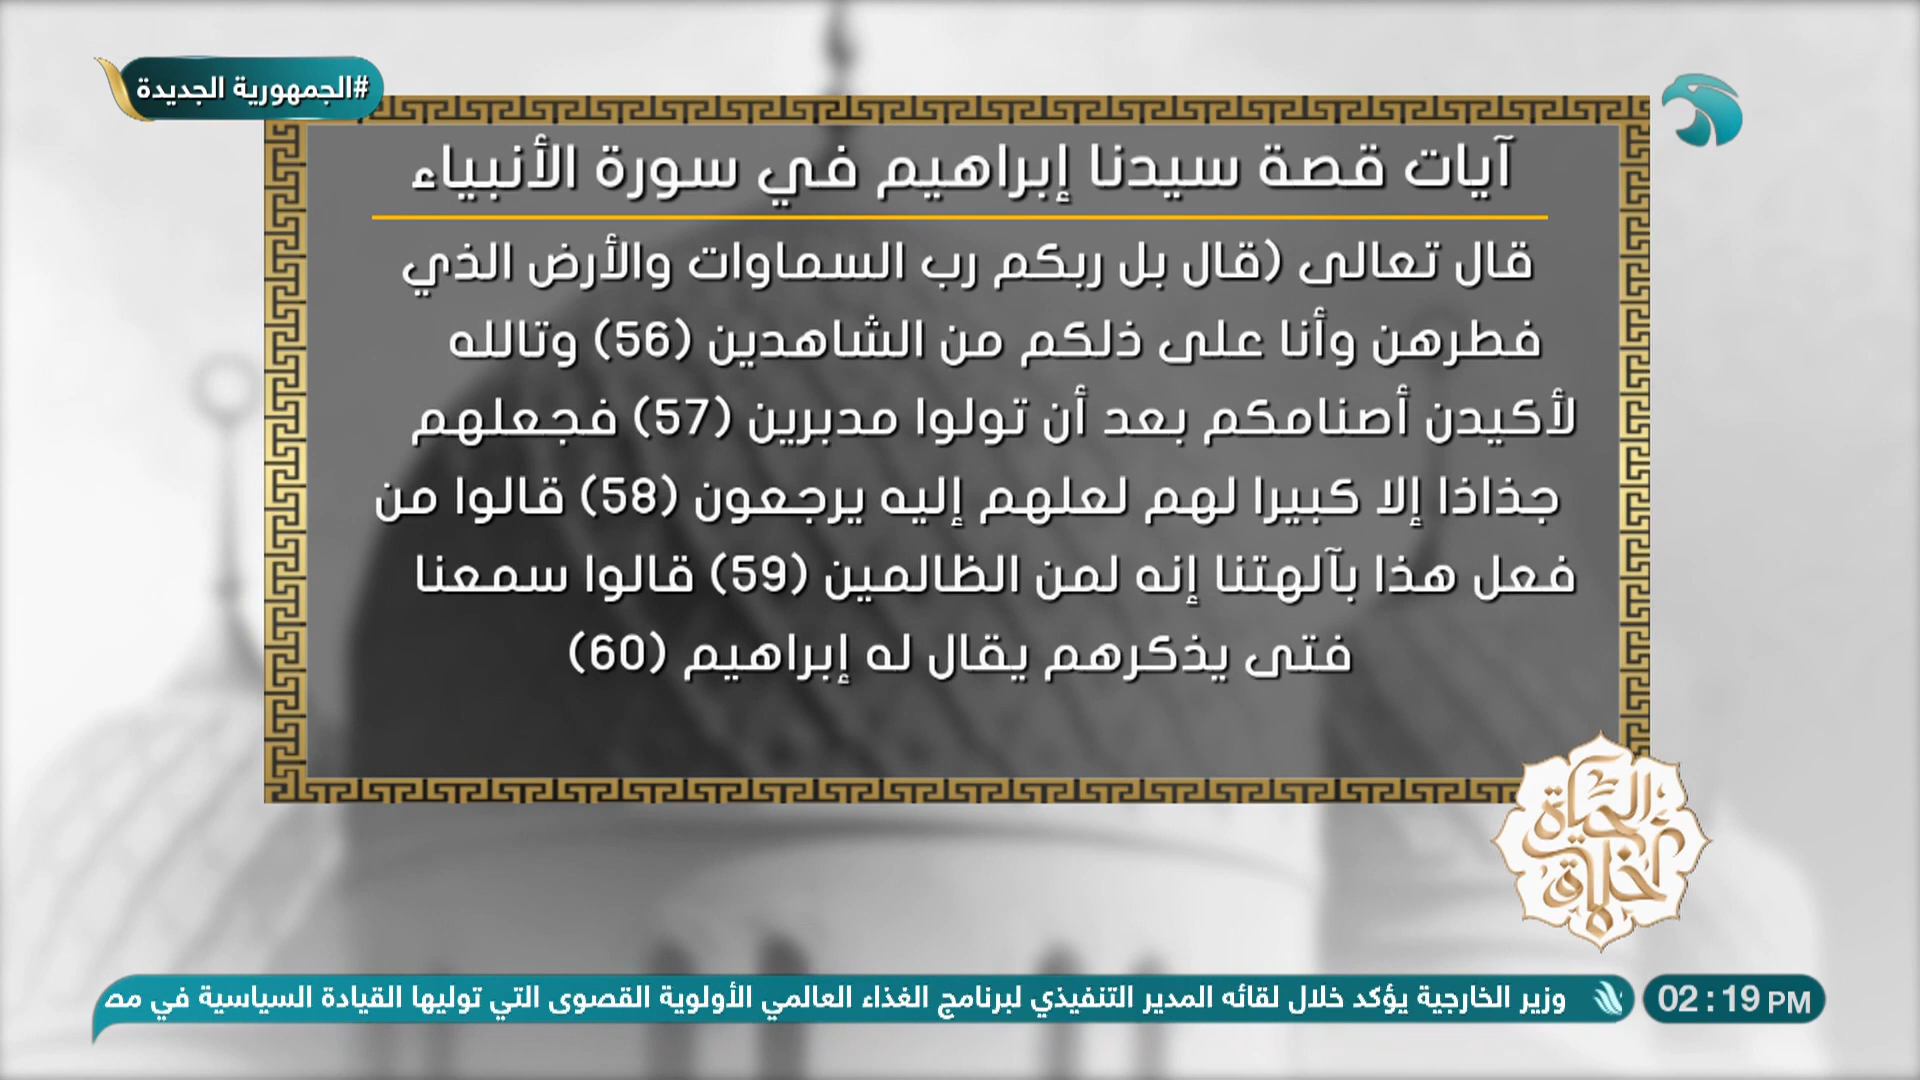 #الجمهورية الجديدة
آيات قصة سيدنا إبراهيم في سورة الأنبياء
قال تعالى (قال بل ربكم رب السماوات والأرض الذي
فطرهن وأنا على ذلكم من الشاهدين (56) وتالله
لأكيدن أصنامكم بعد أن تولوا مدبرين (57) فجعلهم
جذاذا إلا كبيرا لهم لعلهم إليه يرجعون (58) قالوا من
فعل هذا بآلهتنا إنه لمن الظالمين (59) قالوا سمعنا
فتى يذكرهم يقال له إبراهيم (60)
الحياة
أخلاق
وزير الخارجية يؤكد خلال لقائه المدير التنفيذي لبرنامج الغذاء العالمي الأولوية القصوى التي توليها القيادة السياسية في مص
02:19 PM